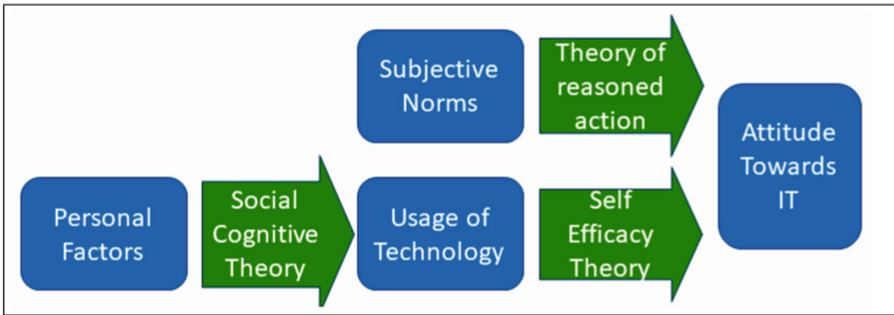 Subjective
Norms
Theory of
reasoned
action
Attitude
Towards
IT
Personal
Factors
Social
Cognitive
Theory
Usage of
Technology
Self
Efficacy
Theory